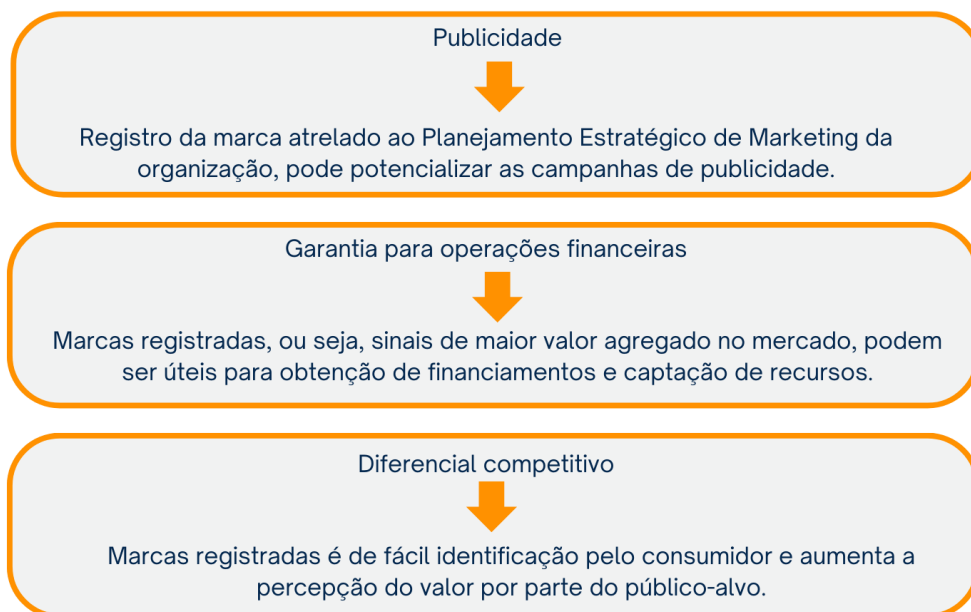 Publicidade
Registro da marca atrelado ao Planejamento Estratégico de Marketing da
organização, pode potencializar as campanhas de publicidade.
Garantia para operações financeiras
Marcas registradas, ou seja, sinais de maior valor agregado no mercado, podem
ser úteis para obtenção de financiamentos e captação de recursos.
Diferencial competitivo
Marcas registradas é de fácil identificação pelo consumidor e aumenta a
percepção do valor por parte do público-alvo.